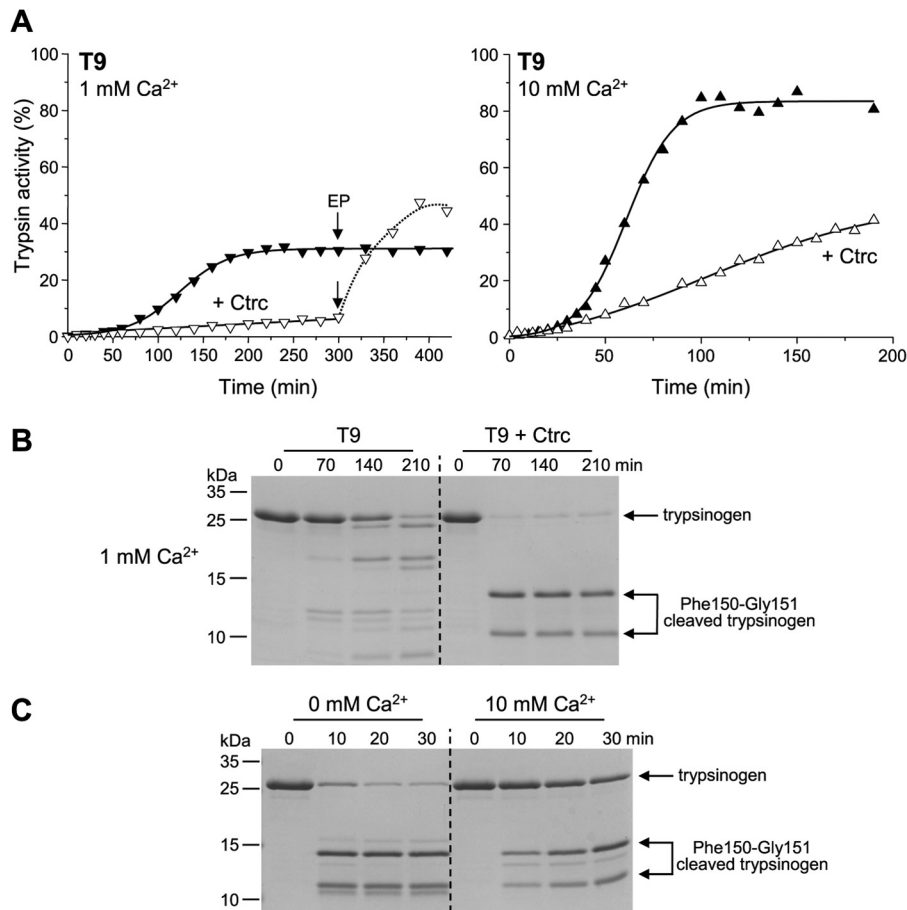 A
T9
1 mM Ca²⁺
100
80
60
40
20
0
Trypsin activity (%)
EP
+ Ctrc
0 50 100 150 200 250 300 350 400
Time (min)
T9
10 mM Ca²⁺
100
80
60
40
20
0
+ Ctrc
0 50 100 150 200
Time (min)
B
T9 T9 + Ctrc
kDa 0 70 140 210 0 70 140 210 min
35
25
15
10
1 mM Ca²⁺
trypsinogen
Phe150-Gly151
cleaved trypsinogen
C
0 mM Ca²⁺ 10 mM Ca²⁺
kDa 0 10 20 30 0 10 20 30 min
35
25
15
10
trypsinogen
Phe150-Gly151
cleaved trypsinogen